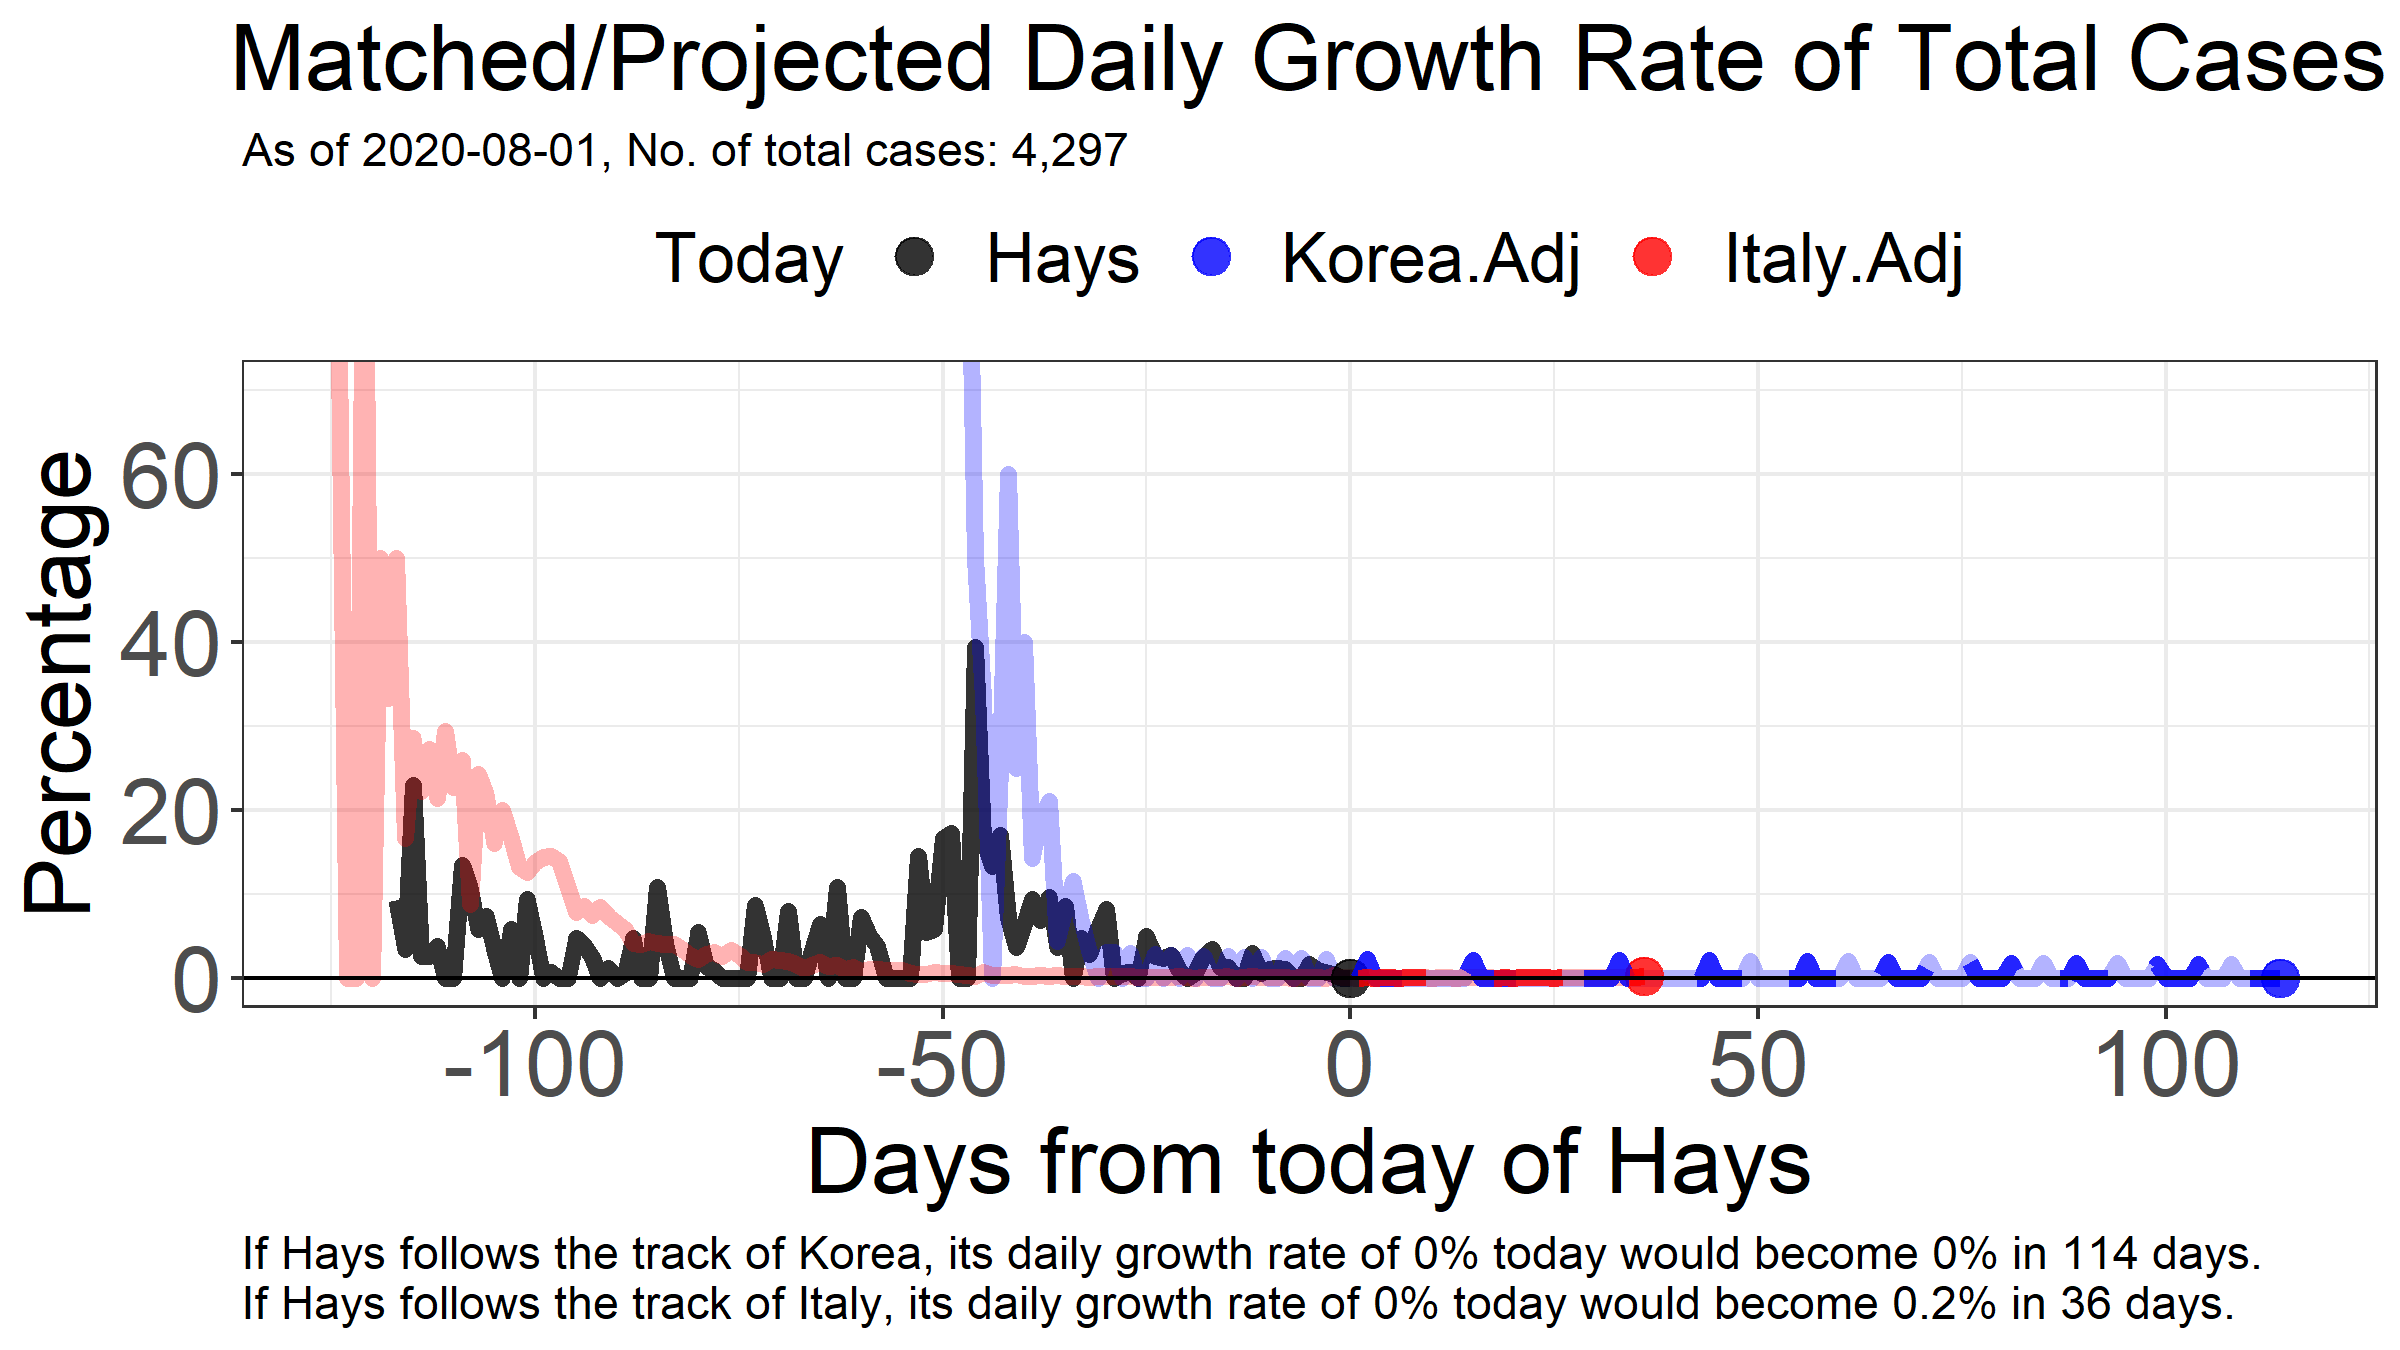 Matched/Projected Daily Growth Rate of Total Cases
As of 2020-08-01, No. of total cases: 4,297
Today Hays Korea.Adj Italy.Adj
Percentage
60
40
20
0
-100 -50 0 50 100
Days from today of Hays
If Hays follows the track of Korea, its daily growth rate of 0% today would become 0% in 114 days.
If Hays follows the track of Italy, its daily growth rate of 0% today would become 0.2% in 36 days.